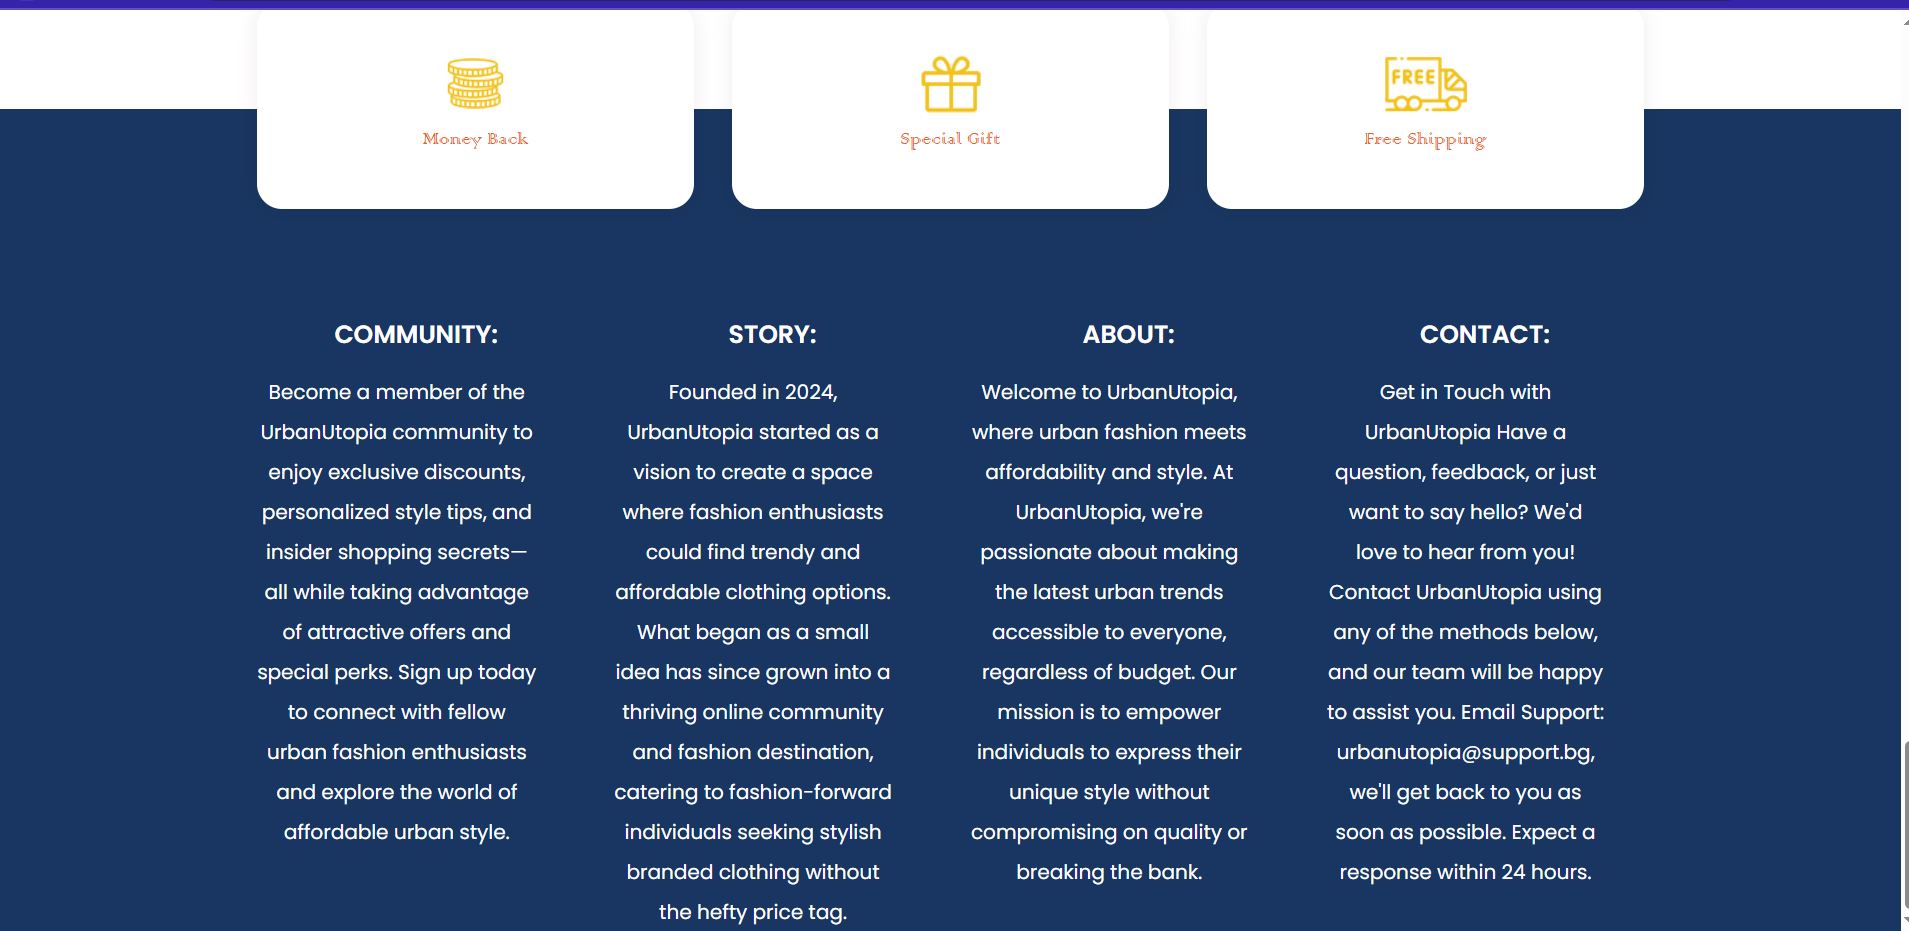 Money Back
Special Gift
FREE
Free Shipping
COMMUNITY:
Become a member of the
UrbanUtopia community to
enjoy exclusive discounts,
personalized style tips, and
insider shopping secrets—
all while taking advantage
of attractive offers and
special perks. Sign up today
to connect with fellow
urban fashion enthusiasts
and explore the world of
affordable urban style.
STORY:
Founded in 2024,
UrbanUtopia started as a
vision to create a space
where fashion enthusiasts
could find trendy and
affordable clothing options.
What began as a small
idea has since grown into a
thriving online community
and fashion destination,
catering to fashion-forward
individuals seeking stylish
branded clothing without
the hefty price tag.
ABOUT:
Welcome to UrbanUtopia,
where urban fashion meets
affordability and style. At
UrbanUtopia, we're
passionate about making
the latest urban trends
accessible to everyone,
regardless of budget. Our
mission is to empower
individuals to express their
unique style without
compromising on quality or
breaking the bank.
CONTACT:
Get in Touch with
UrbanUtopia Have a
question, feedback, or just
want to say hello? We'd
love to hear from you!
Contact UrbanUtopia using
any of the methods below,
and our team will be happy
to assist you. Email Support:
urbanutopia@support.bg,
we'll get back to you as
soon as possible. Expect a
response within 24 hours.